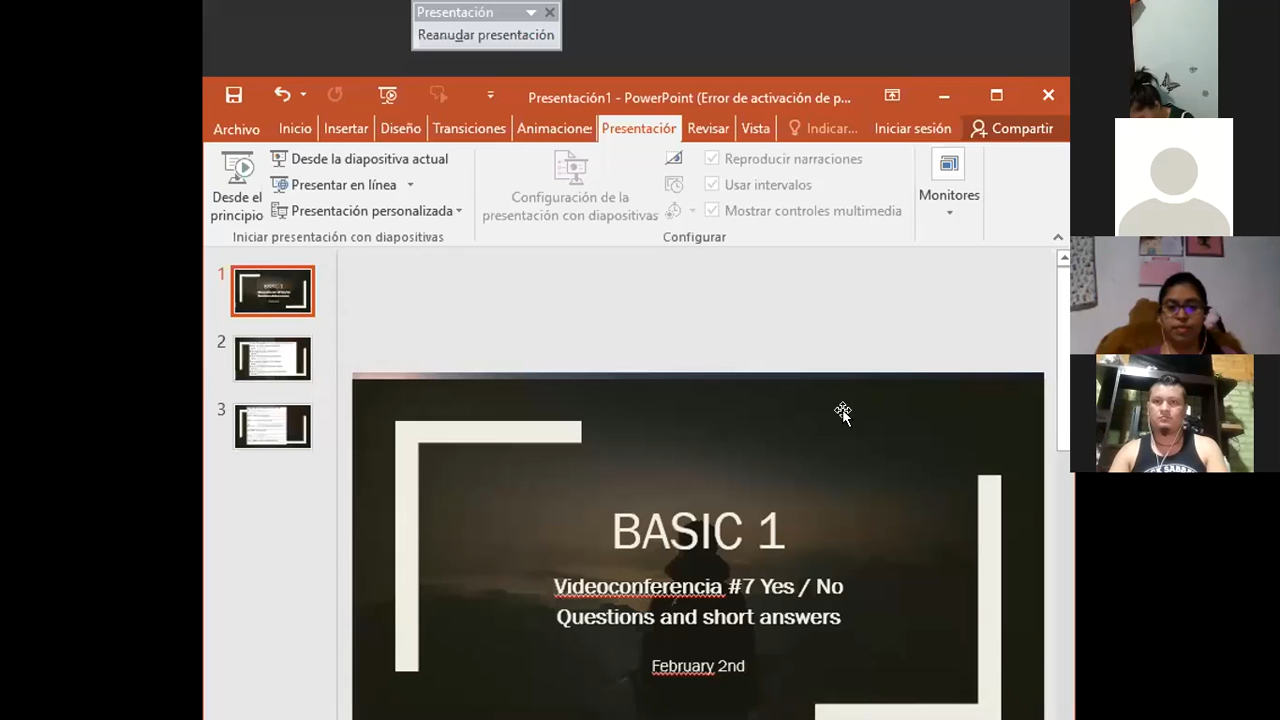 Presentación
Reanudar presentación
Presentación1 - PowerPoint (Error de activación de p...
Archivo Inicio Insertar Diseño Transiciones Animaciones Presentación Revisar Vista Indicar... Iniciar sesión Compartir
Desde el principio
Desde la diapositiva actual
Presentar en línea
Presentación personalizada
Iniciar presentación con diapositivas
Configuración de la
presentación con diapositivas
Reproducir narraciones
Usar intervalos
Mostrar controles multimedia
Configurar
Monitores
1
2
3
BASIC 1
Videoconferencia #7 Yes / No
Questions and short answers
February 2nd